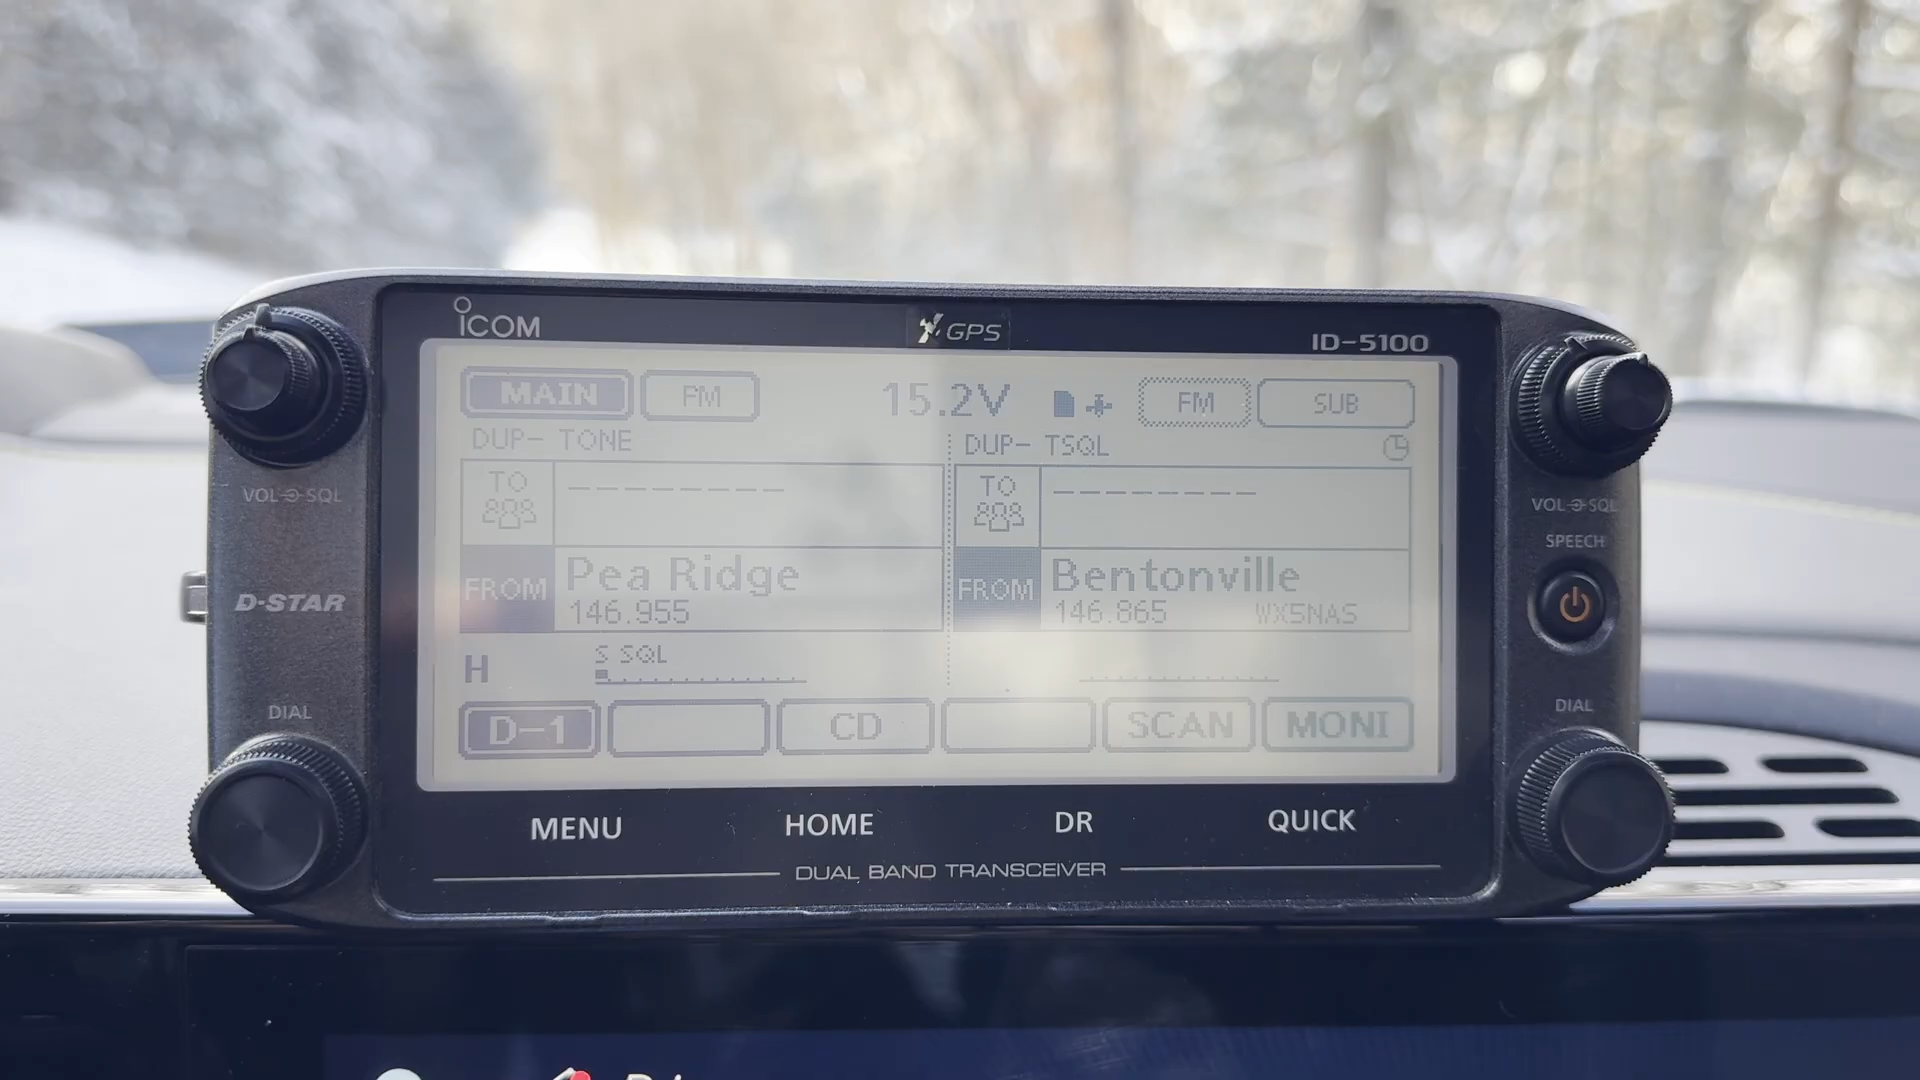 ICOM
GPS
ID-5100
MAIN FM 15.2V FM SUB
DUP- TONE DUP- TSQL
TO -------- TO --------
FROM Pea Ridge FROM Bentonville
146.955 146.865 WX5NAS
H S SQL
D-1 CD SCAN MONI
MENU HOME DR QUICK
DUAL BAND TRANSCEIVER
VOL SQL
D-STAR
DIAL
VOL SQL
SPEECH
DIAL